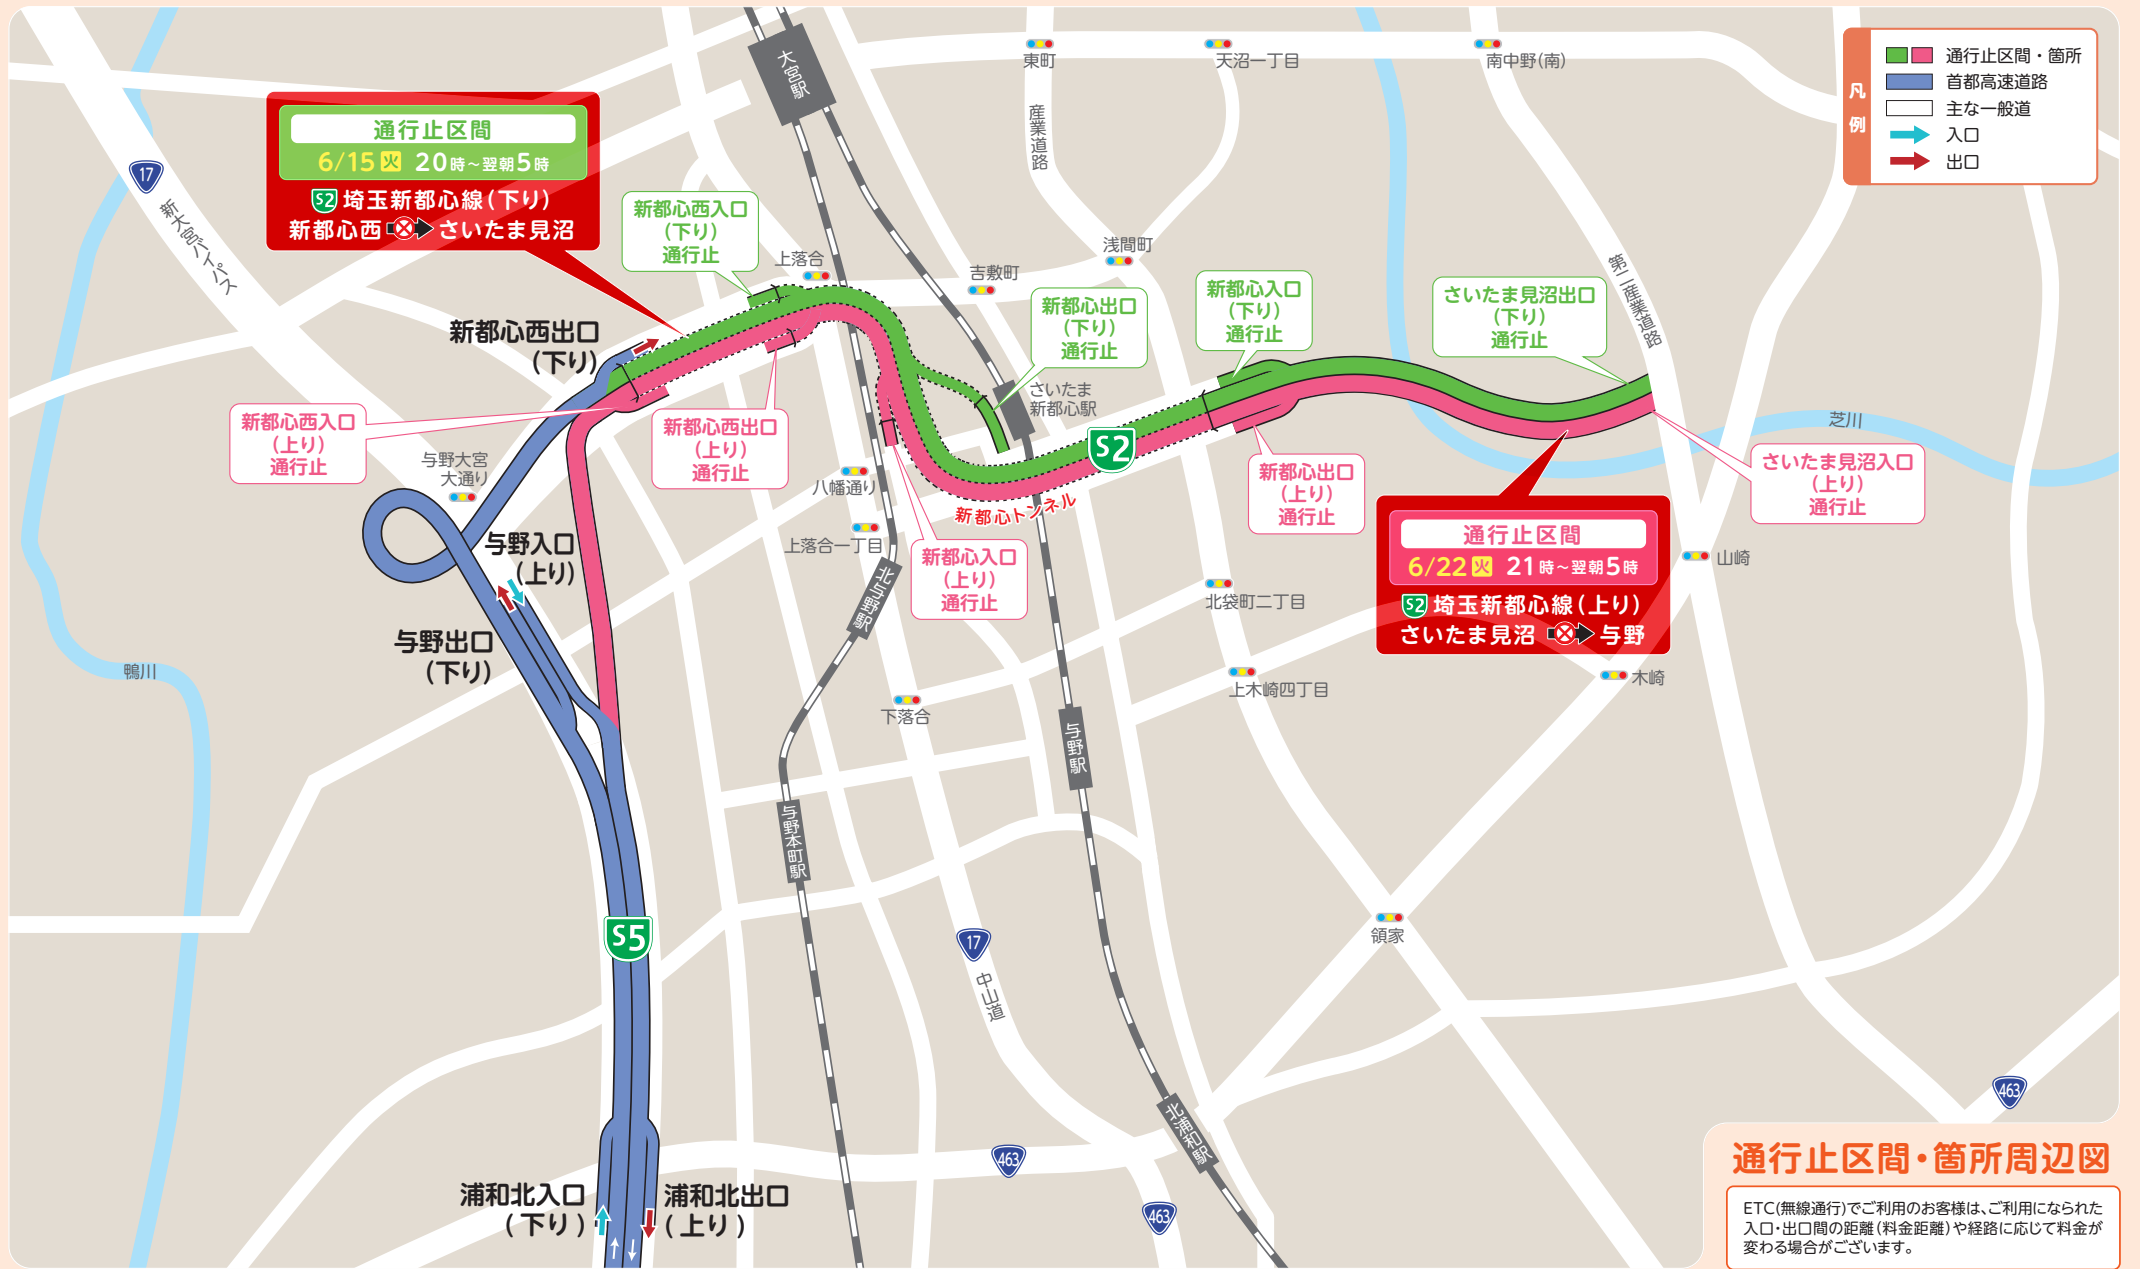 大宮駅
東町
天沼一丁目
南中野(南)
産業道路
凡例
通行止区間・箇所
首都高速道路
主な一般道
入口
出口
通行止区間
6/15火 20時～翌朝5時
S2 埼玉新都心線(下り)
新都心西 さいたま見沼
17
新大宮バイパス
新都心西入口
(下り)
通行止
上落合
吉敷町
浅間町
新都心出口
(下り)
通行止
新都心入口
(下り)
通行止
さいたま見沼出口
(下り)
通行止
第二産業道路
新都心西出口
(下り)
さいたま
新都心駅
新都心西入口
(上り)
通行止
新都心西出口
(上り)
通行止
与野大宮
大通り
八幡通り
S2
新都心トンネル
新都心出口
(上り)
通行止
芝川
さいたま見沼入口
(上り)
通行止
上落合一丁目
新都心入口
(上り)
通行止
与野入口
(上り)
北与野駅
北袋町二丁目
通行止区間
6/22火 21時～翌朝5時
S2 埼玉新都心線(上り)
さいたま見沼 与野
山崎
木崎
与野出口
(下り)
鴨川
下落合
上木崎四丁目
与野駅
与野本町駅
S5
17
中山道
領家
北浦和駅
463
463
463
浦和北入口
(下り)
浦和北出口
(上り)
通行止区間・箇所周辺図
ETC(無線通行)でご利用のお客様は、ご利用になられた
入口・出口間の距離(料金距離)や経路に応じて料金が
変わる場合がございます。